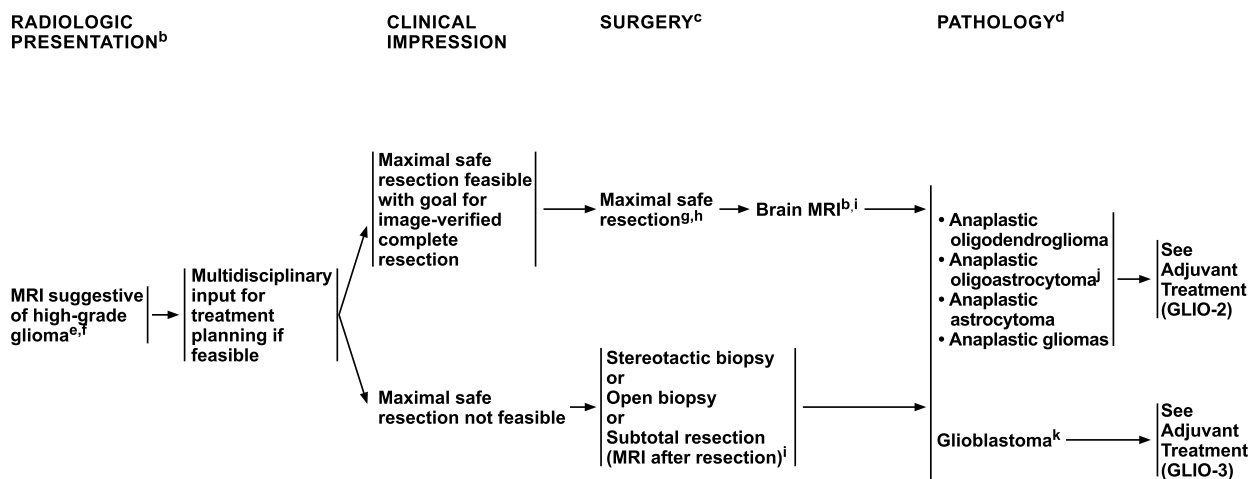 RADIOLOGIC
PRESENTATIONb
CLINICAL
IMPRESSION
SURGERYc
PATHOLOGYd
MRI suggestive
of high-grade
gliomae,f
Multidisciplinary
input for
treatment
planning if
feasible
Maximal safe
resection feasible
with goal for
image-verified
complete
resection
Maximal safe
resectiong,h
Brain MRIb,i
Maximal safe
resection not feasible
Stereotactic biopsy
or
Open biopsy
or
Subtotal resection
(MRI after resection)i
• Anaplastic
oligodendroglioma
• Anaplastic
oligoastrocytomaj
• Anaplastic
astrocytoma
• Anaplastic gliomas
See
Adjuvant
Treatment
(GLIO-2)
Glioblastomak
See
Adjuvant
Treatment
(GLIO-3)